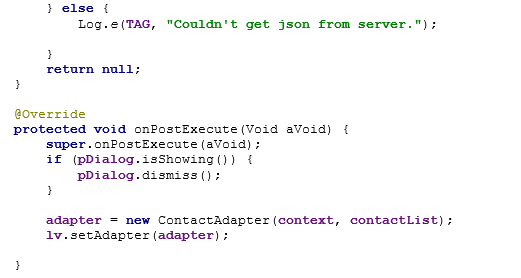 } else {
Log.e(TAG, "Couldn't get json from server.");
}
return null;
}
@Override
protected void onPostExecute(Void aVoid) {
super.onPostExecute(aVoid);
if (pDialog.isShowing()) {
pDialog.dismiss();
}
adapter = new ContactAdapter(context, contactList);
lv.setAdapter(adapter);
}